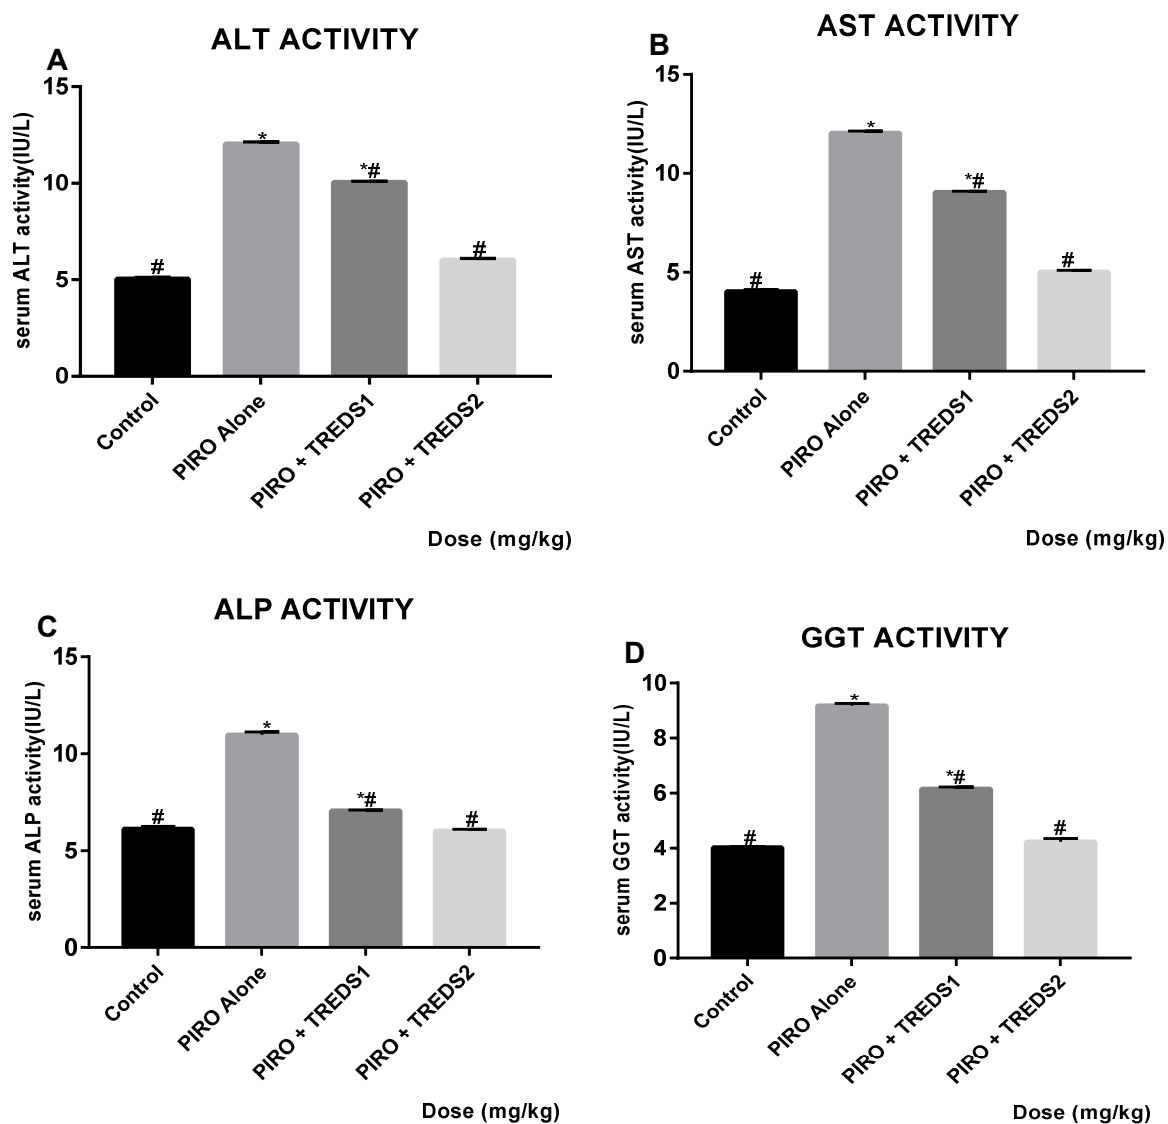 A
ALT ACTIVITY
serum ALT activity(IU/L)
15
10
5
0
#
*
*#
#
Control
PIRO Alone
PIRO + TREDS1
PIRO + TREDS2
Dose (mg/kg)
B
AST ACTIVITY
serum AST activity(IU/L)
15
10
5
0
#
*
*#
#
Control
PIRO Alone
PIRO + TREDS1
PIRO + TREDS2
Dose (mg/kg)
C
ALP ACTIVITY
serum ALP activity(IU/L)
15
10
5
0
#
*
*#
#
Control
PIRO Alone
PIRO + TREDS1
PIRO + TREDS2
Dose (mg/kg)
D
GGT ACTIVITY
serum GGT activity(IU/L)
10
8
6
4
2
0
#
*
*#
#
Control
PIRO Alone
PIRO + TREDS1
PIRO + TREDS2
Dose (mg/kg)